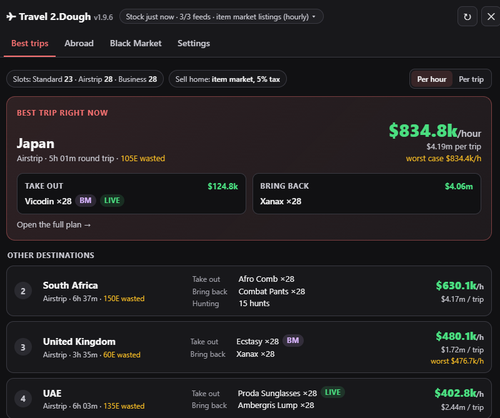 Travel 2.Dough v1.9.6 Stock just now · 3/3 feeds · item market listings (hourly)
Best trips Abroad Black Market Settings
Slots: Standard 23 · Airstrip 28 · Business 28 Sell home: item market, 5% tax Per hour Per trip
BEST TRIP RIGHT NOW
Japan
Airstrip · 5h 01m round trip · 105E wasted
$834.8k/hour
$4.19m per trip
worst case $834.4k/h
TAKE OUT $124.8k
Vicodin ×28 BM LIVE
BRING BACK $4.06m
Xanax ×28
Open the full plan →
OTHER DESTINATIONS
2 South Africa
Airstrip · 6h 37m · 150E wasted
Take out Afro Comb ×28
Bring back Combat Pants ×28
Hunting 15 hunts
$630.1k/h
$4.17m / trip
3 United Kingdom
Airstrip · 3h 35m · 60E wasted
Take out Ecstasy ×28 BM
Bring back Xanax ×28
$480.1k/h
$1.72m / trip
worst $476.7k/h
4 UAE
Airstrip · 6h 03m · 135E wasted
Take out Proda Sunglasses ×28 LIVE
Bring back Ambergris Lump ×28
$402.8k/h
$2.44m / trip